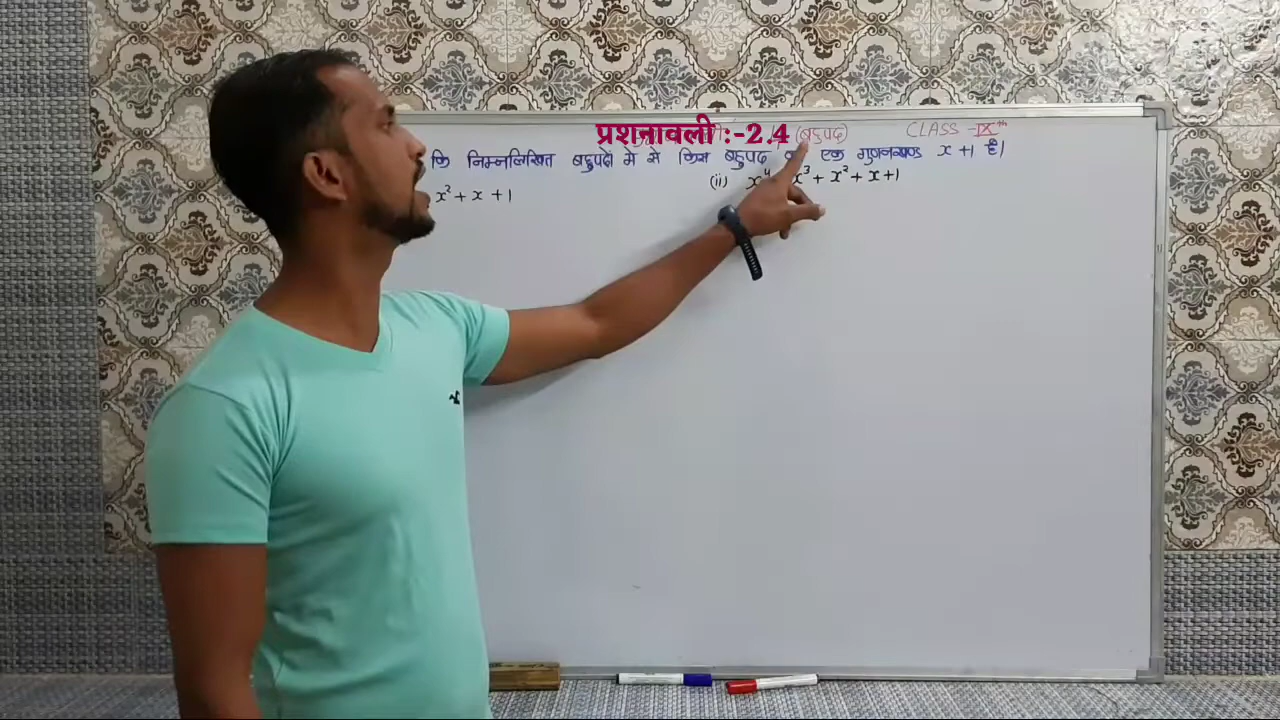 प्रशनावली :-2.4 (बहुपद) CLASS -IXth
कि निम्नलिखित बहुपदो मे से किस बहुपद एक गुणनखण्ड x +1 है।
(ii) x⁴ x³ + x² + x +1
x² + x +1